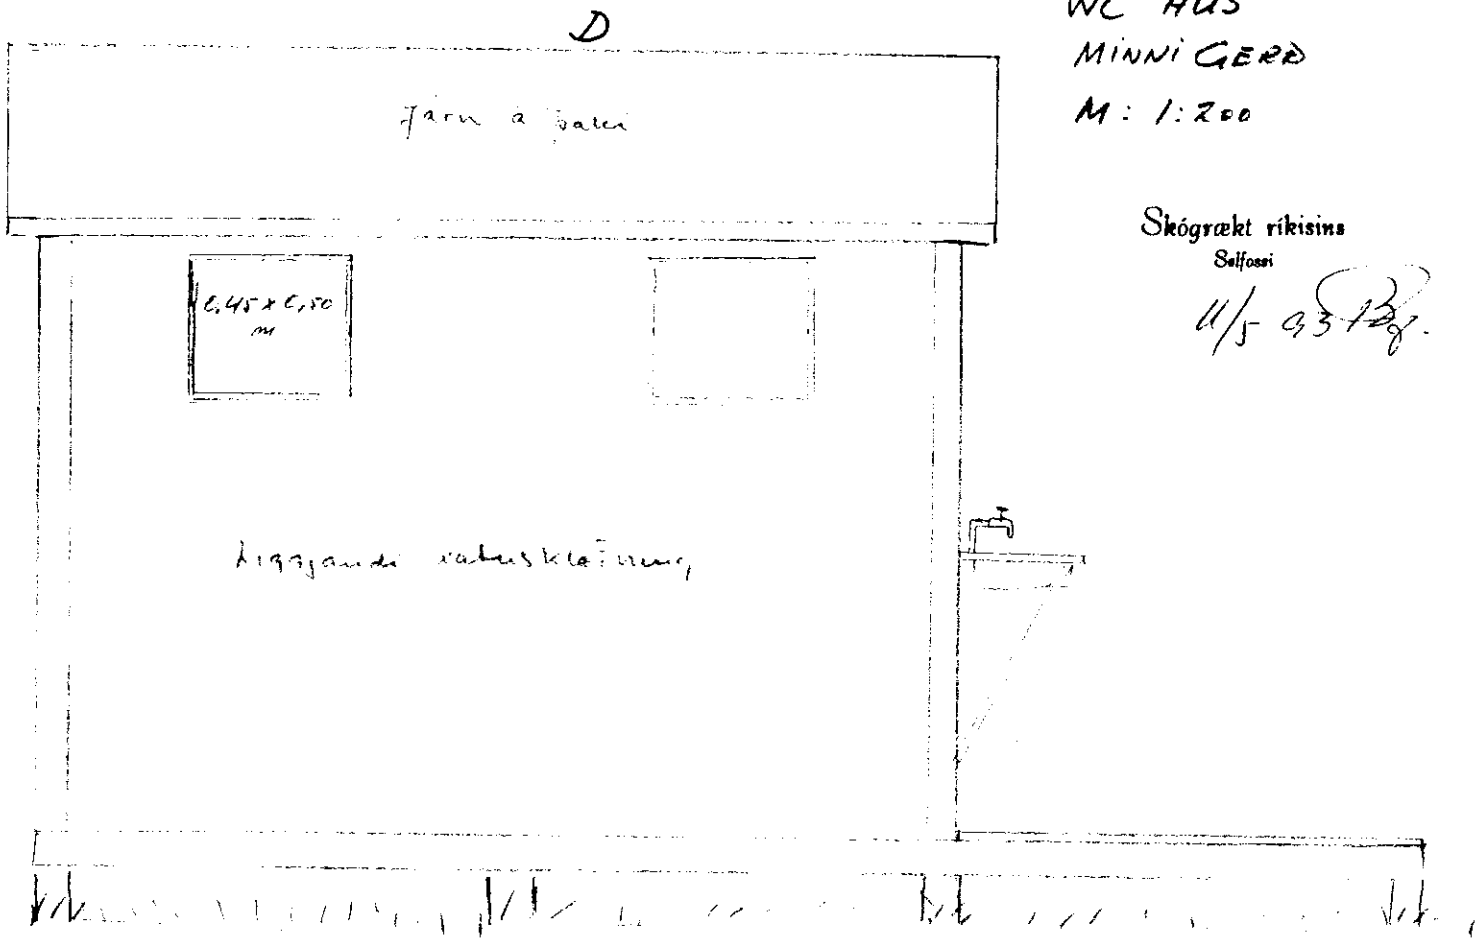 D
WC HÚS
MINNI GERÐ
M: 1:200
Járn á þaki
Skógrækt ríkisins
Selfossi
11/5 93
0,45 x 0,50
m
Liggjandi vatnsklæðning